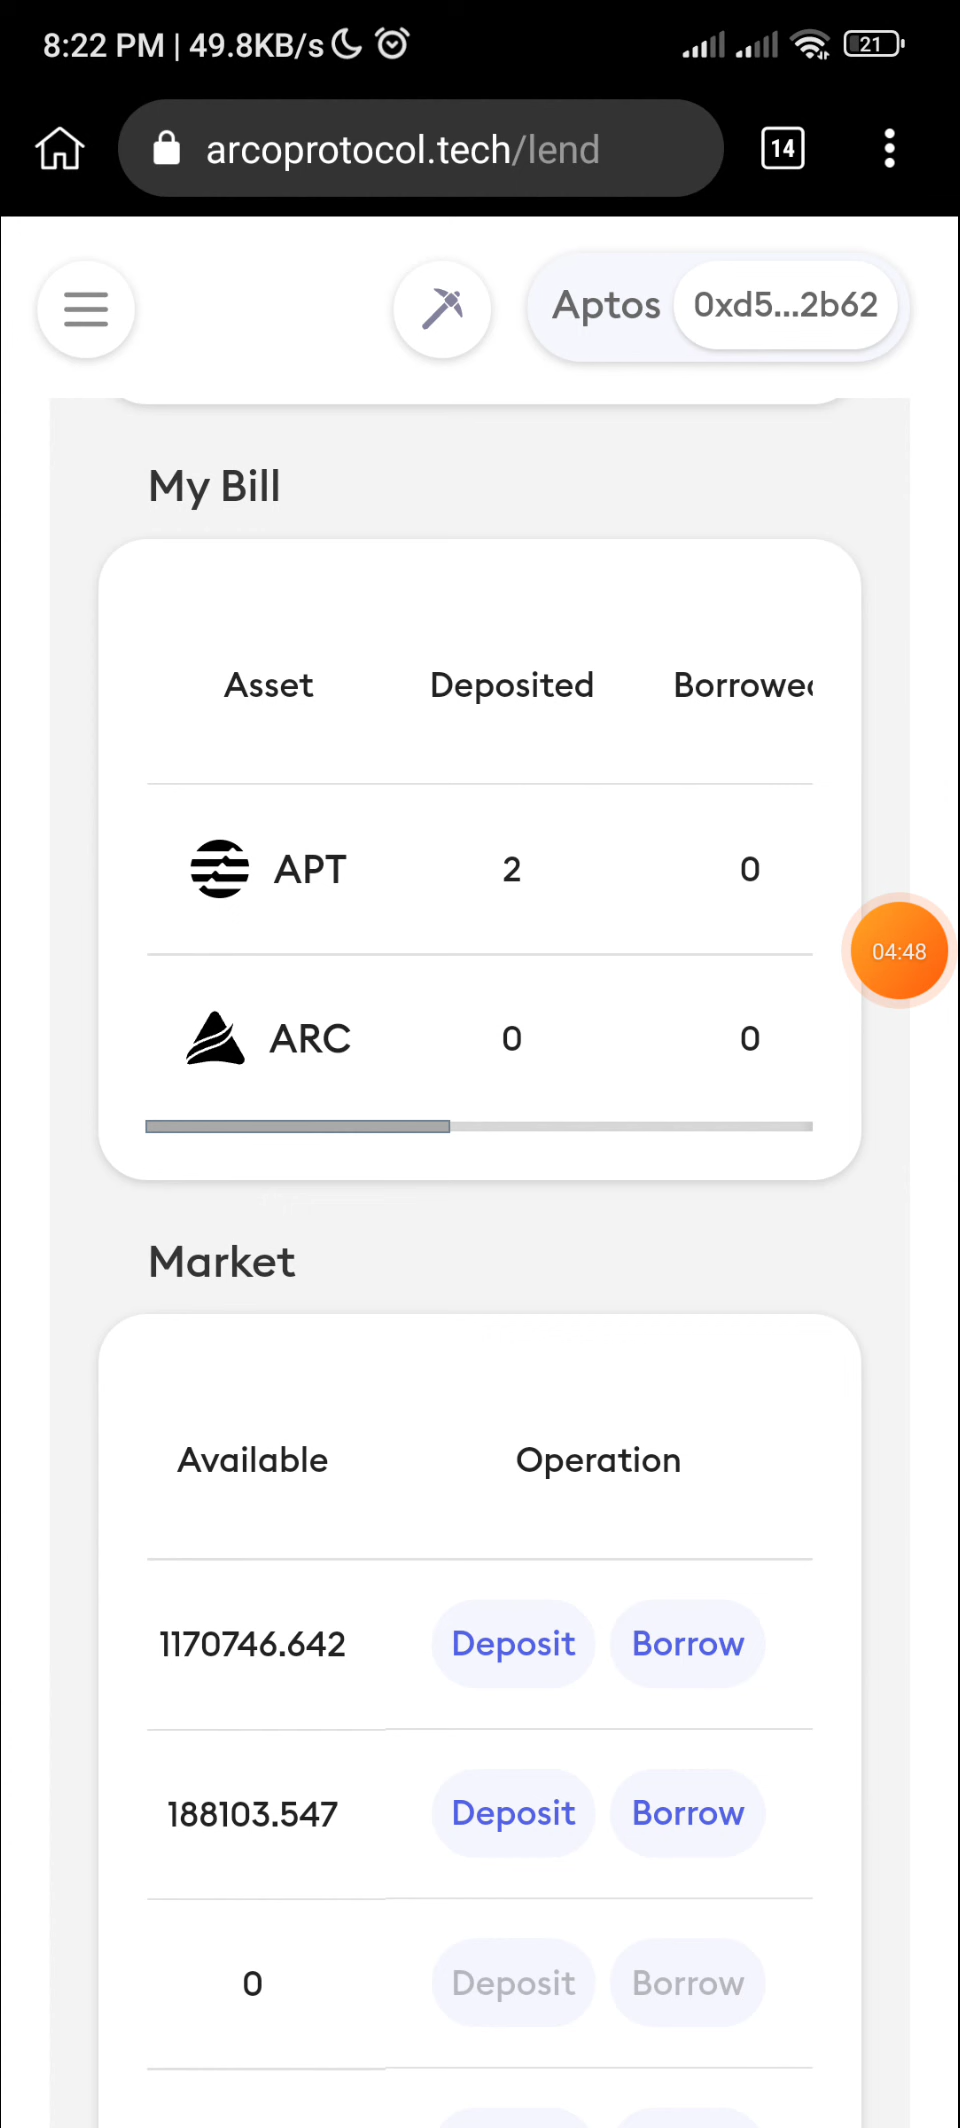 8:22 PM | 49.8KB/s 21
arcoprotocol.tech/lend 14
Aptos 0xd5...2b62
My Bill
Asset Deposited Borrowed
APT 2 0
04:48
ARC 0 0
Market
Available Operation
1170746.642 Deposit Borrow
188103.547 Deposit Borrow
0 Deposit Borrow